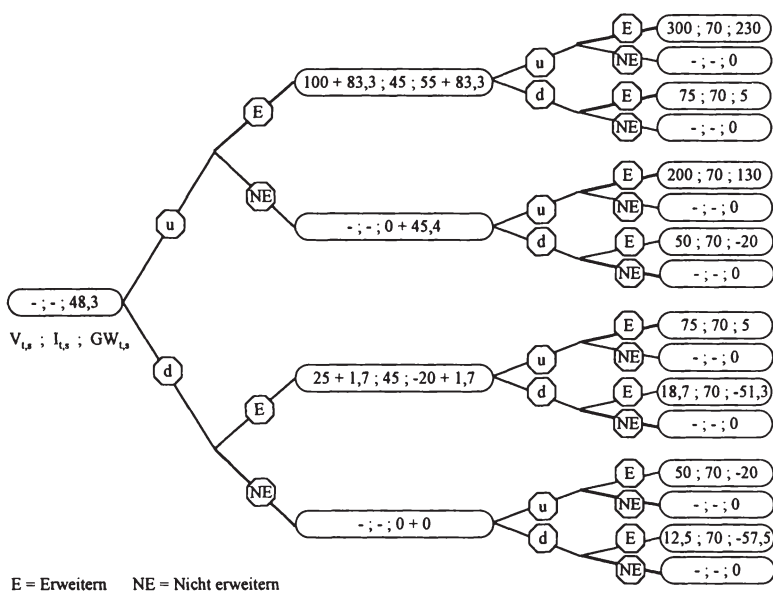 E
300 ; 70 ; 230
u
NE
- ; - ; 0
100 + 83,3 ; 45 ; 55 + 83,3
d
E
75 ; 70 ; 5
E
NE
- ; - ; 0
E
200 ; 70 ; 130
NE
u
NE
- ; - ; 0
u
- ; - ; 0 + 45,4
d
E
50 ; 70 ; -20
NE
- ; - ; 0
- ; - ; 48,3
V t,s ; I t,s ; GW t,s
E
75 ; 70 ; 5
d
u
NE
- ; - ; 0
25 + 1,7 ; 45 ; -20 + 1,7
d
E
18,7 ; 70 ; -51,3
E
NE
- ; - ; 0
E
50 ; 70 ; -20
NE
u
NE
- ; - ; 0
- ; - ; 0 + 0
d
E
12,5 ; 70 ; -57,5
NE
- ; - ; 0
E = Erweitern NE = Nicht erweitern